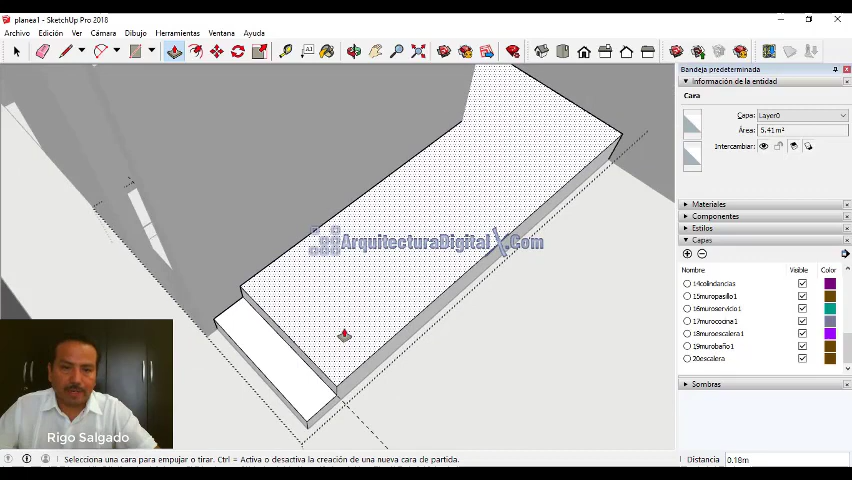 planea1 - SketchUp Pro 2018
Archivo Edición Ver Cámara Dibujo Herramientas Ventana Ayuda
Bandeja predeterminada
Información de la entidad
Cara
Capa: Layer0
Área: 5.41 m²
Intercambiar:
Materiales
Componentes
Estilos
Capas
Nombre Visible Color
14colindancias
15muropasillo1
16muroservicio1
17murococina1
18muroescalera1
19murobaño1
20escalera
Sombras
ArquitecturaDigitalX.Com
Rigo Salgado
Selecciona una cara para empujar o tirar. Ctrl = Activa o desactiva la creación de una nueva cara de partida.
Distancia 0.18m